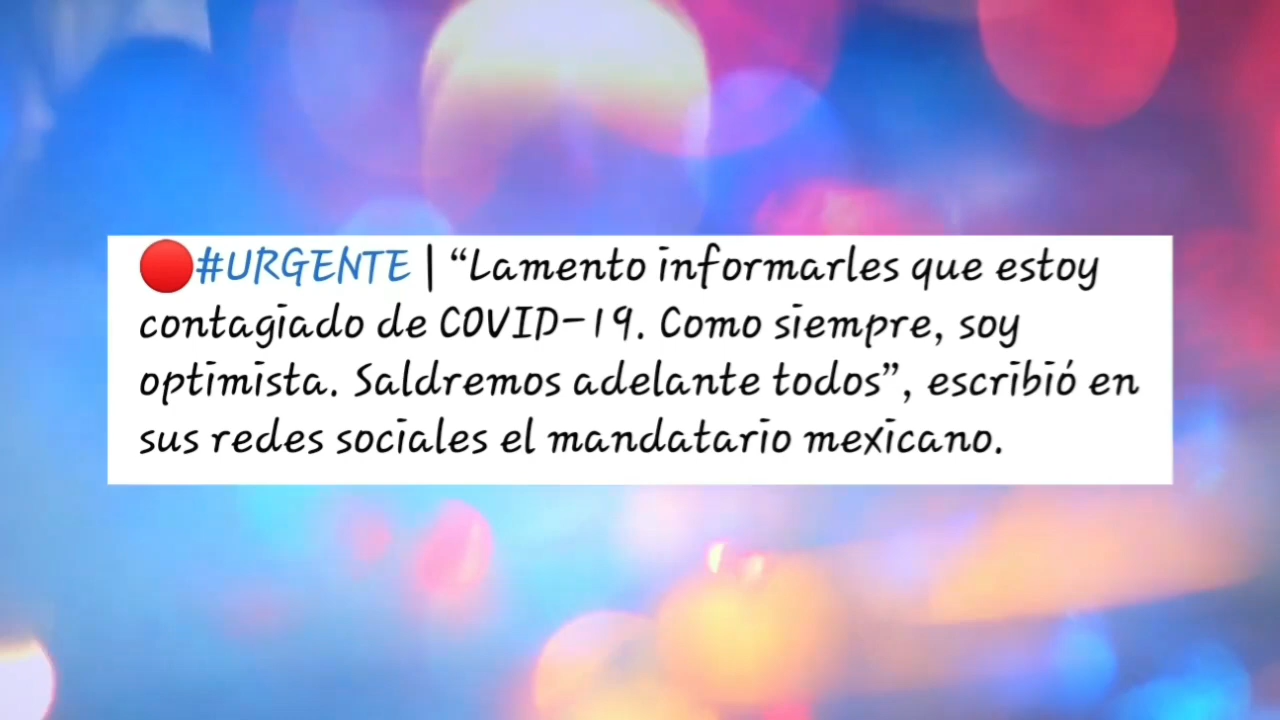 🔴#URGENTE | “Lamento informarles que estoy
contagiado de COVID-19. Como siempre, soy
optimista. Saldremos adelante todos”, escribió en
sus redes sociales el mandatario mexicano.